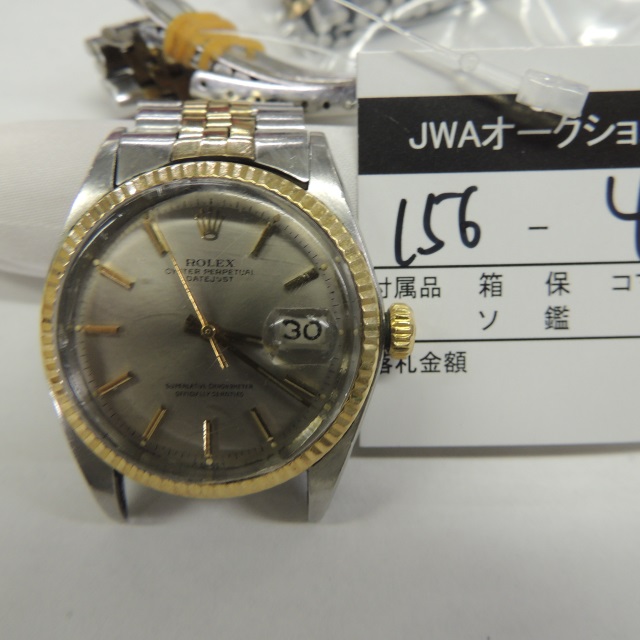 ROLEX
OYSTER PERPETUAL
DATEJUST
30
SUPERLATIVE CHRONOMETER
OFFICIALLY CERTIFIED
JWAオークショ
156 - 4
付属品 箱 保 コ
ソ 鑑
落札金額